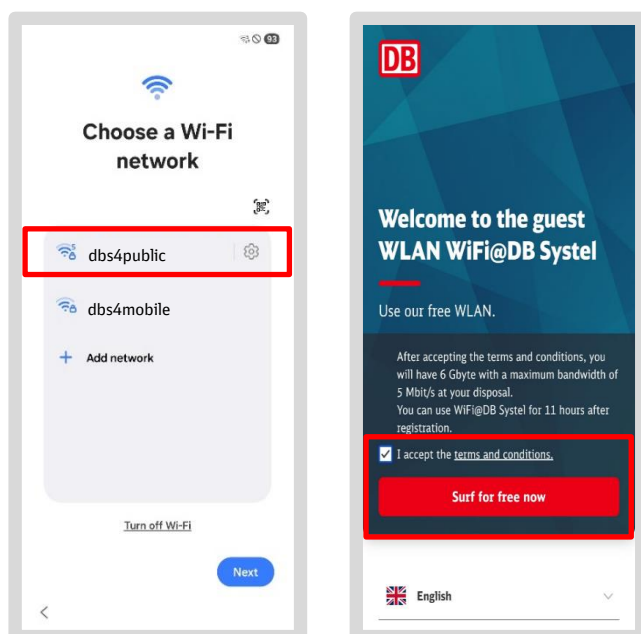 93
Choose a Wi-Fi
network
dbs4public
dbs4mobile
+ Add network
Turn off Wi-Fi
Next
DB
Welcome to the guest
WLAN WiFi@DB Systel
Use our free WLAN.
After accepting the terms and conditions, you
will have 6 Gbyte with a maximum bandwidth of
5 Mbit/s at your disposal.
You can use WiFi@DB Systel for 11 hours after
registration.
I accept the terms and conditions.
Surf for free now
English